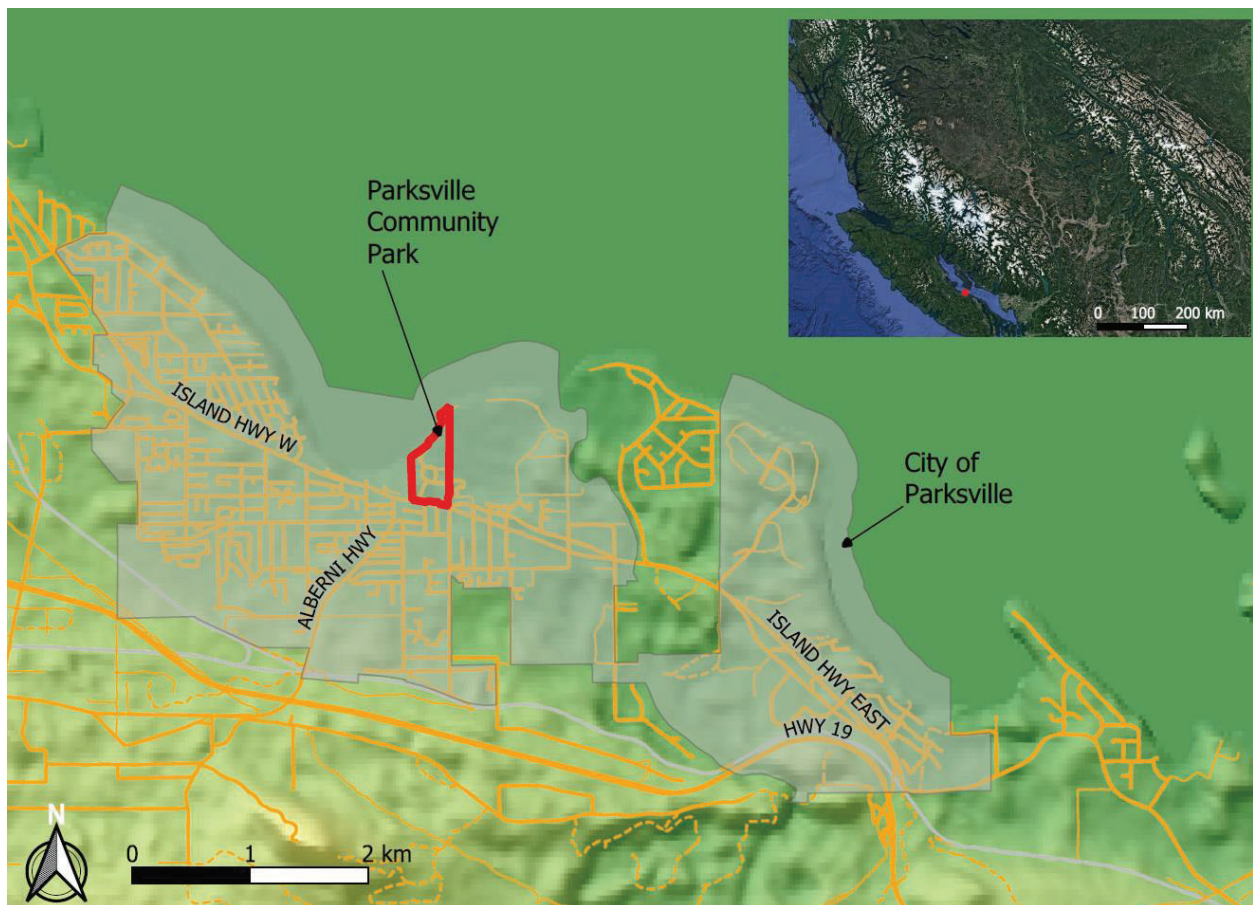 Parksville
Community
Park
0 100 200 km
ISLAND HWY W
City of
Parksville
ALBERNI HWY
ISLAND HWY EAST
HWY 19
N
0 1 2 km